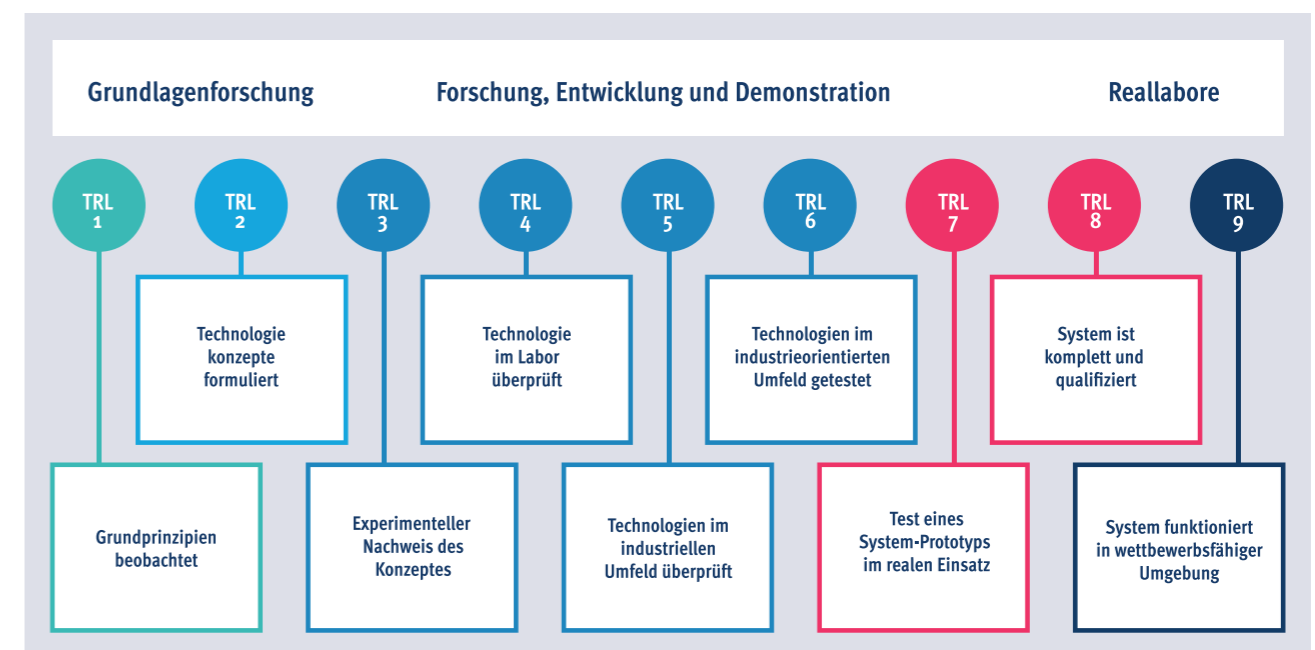 Grundlagenforschung
Forschung, Entwicklung und Demonstration
Reallabore
TRL
1
TRL
2
TRL
3
TRL
4
TRL
5
TRL
6
TRL
7
TRL
8
TRL
9
Technologie
konzepte
formuliert
Technologie
im Labor
überprüft
Technologien im
industrieorientierten
Umfeld getestet
System ist
komplett und
qualifiziert
Grundprinzipien
beobachtet
Experimenteller
Nachweis des
Konzeptes
Technologien im
industriellen
Umfeld überprüft
Test eines
System-Prototyps
im realen Einsatz
System funktioniert
in wettbewerbsfähiger
Umgebung